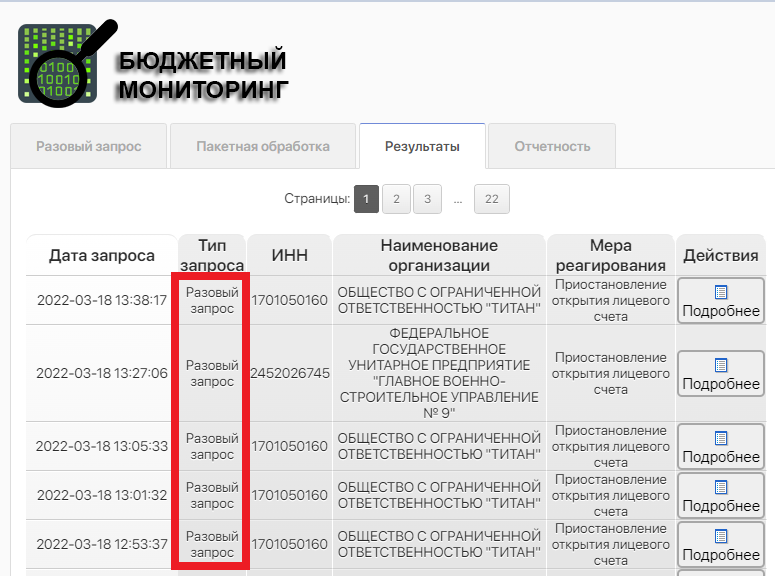 БЮДЖЕТНЫЙ
МОНИТОРИНГ
Разовый запрос
Пакетная обработка
Результаты
Отчетность
Страницы: 1 2 3 ... 22
Дата запроса
Тип
запроса
ИНН
Наименование
организации
Мера
реагирования
Действия
2022-03-18 13:38:17
Разовый
запрос
1701050160
ОБЩЕСТВО С ОГРАНИЧЕННОЙ
ОТВЕТСТВЕННОСТЬЮ "ТИТАН"
Приостановление
открытия лицевого
счета
Подробнее
2022-03-18 13:27:06
Разовый
запрос
2452026745
ФЕДЕРАЛЬНОЕ
ГОСУДАРСТВЕННОЕ
УНИТАРНОЕ ПРЕДПРИЯТИЕ
"ГЛАВНОЕ ВОЕННО-
СТРОИТЕЛЬНОЕ УПРАВЛЕНИЕ
№ 9"
Приостановление
открытия лицевого
счета
Подробнее
2022-03-18 13:05:33
Разовый
запрос
1701050160
ОБЩЕСТВО С ОГРАНИЧЕННОЙ
ОТВЕТСТВЕННОСТЬЮ "ТИТАН"
Приостановление
открытия лицевого
счета
Подробнее
2022-03-18 13:01:32
Разовый
запрос
1701050160
ОБЩЕСТВО С ОГРАНИЧЕННОЙ
ОТВЕТСТВЕННОСТЬЮ "ТИТАН"
Приостановление
открытия лицевого
счета
Подробнее
2022-03-18 12:53:37
Разовый
запрос
1701050160
ОБЩЕСТВО С ОГРАНИЧЕННОЙ
ОТВЕТСТВЕННОСТЬЮ "ТИТАН"
Приостановление
открытия лицевого
счета
Подробнее